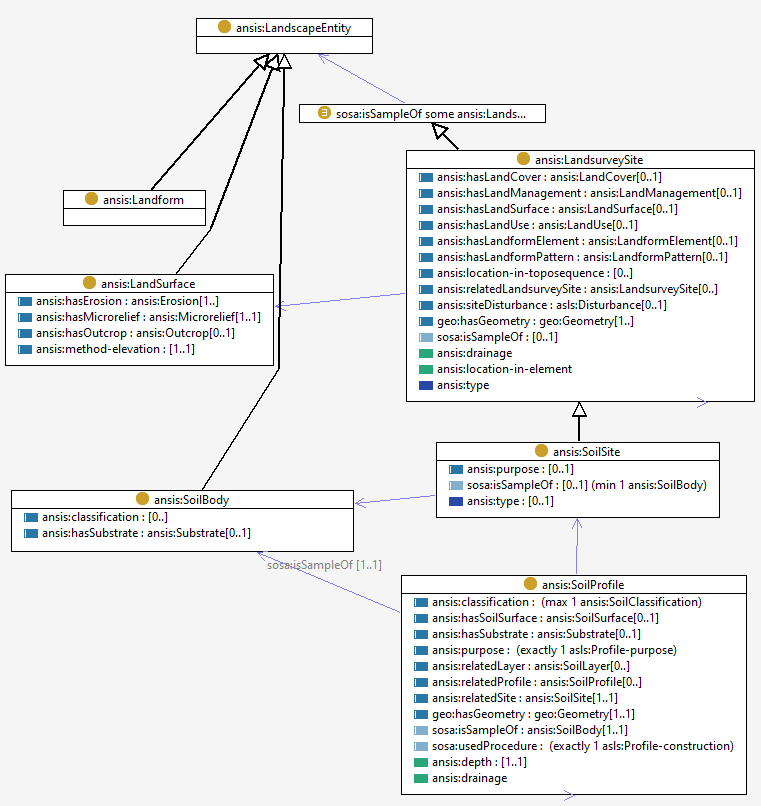 ansis:LandscapeEntity
sosa:isSampleOf some ansis:Lands...
ansis:LandsurveySite
ansis:hasLandCover : ansis:LandCover[0..1]
ansis:hasLandManagement : ansis:LandManagement[0..1]
ansis:hasLandSurface : ansis:LandSurface[0..1]
ansis:hasLandUse : ansis:LandUse[0..1]
ansis:hasLandformElement : ansis:LandformElement[0..1]
ansis:hasLandformPattern : ansis:LandformPattern[0..1]
ansis:location-in-toposequence : [0..]
ansis:relatedLandsurveySite : ansis:LandsurveySite[0..]
ansis:siteDisturbance : asls:Disturbance[0..1]
geo:hasGeometry : geo:Geometry[1..]
sosa:isSampleOf : [0..1]
ansis:drainage
ansis:location-in-element
ansis:type
ansis:Landform
ansis:LandSurface
ansis:hasErosion : ansis:Erosion[1..]
ansis:hasMicrorelief : ansis:Microrelief[1..1]
ansis:hasOutcrop : ansis:Outcrop[0..1]
ansis:method-elevation : [1..1]
ansis:SoilSite
ansis:purpose : [0..1]
sosa:isSampleOf : [0..1] (min 1 ansis:SoilBody)
ansis:type : [0..1]
ansis:SoilBody
ansis:classification : [0..]
ansis:hasSubstrate : ansis:Substrate[0..1]
sosa:isSampleOf [1..1]
ansis:SoilProfile
ansis:classification : (max 1 ansis:SoilClassification)
ansis:hasSoilSurface : ansis:SoilSurface[0..1]
ansis:hasSubstrate : ansis:Substrate[0..1]
ansis:purpose : (exactly 1 asls:Profile-purpose)
ansis:relatedLayer : ansis:SoilLayer[0..]
ansis:relatedProfile : ansis:SoilProfile[0..]
ansis:relatedSite : ansis:SoilSite[1..1]
geo:hasGeometry : geo:Geometry[1..1]
sosa:isSampleOf : ansis:SoilBody[1..1]
sosa:usedProcedure : (exactly 1 asls:Profile-construction)
ansis:depth : [1..1]
ansis:drainage